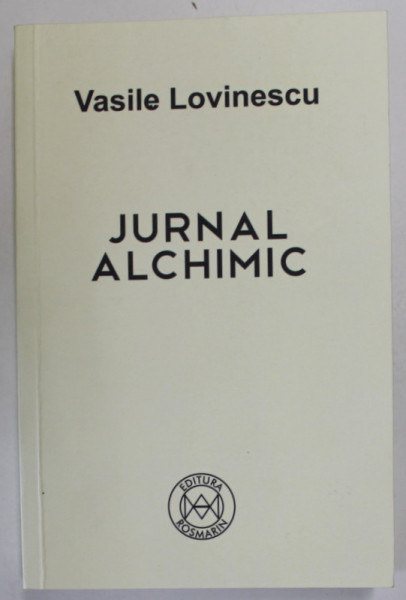 Vasile Lovinescu
JURNAL
ALCHIMIC
EDITURA
ROSMARIN